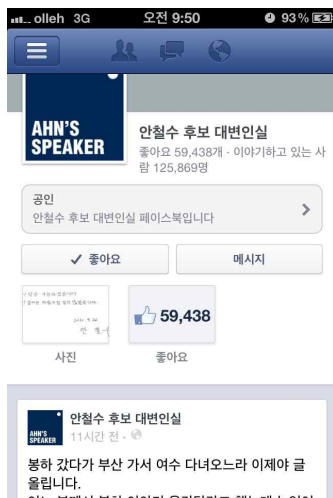 olleh 3G 오전 9:50 93%
AHN'S
SPEAKER
안철수 후보 대변인실
좋아요 59,438개 · 이야기하고 있는 사
람 125,869명
공인
안철수 후보 대변인실 페이스북입니다
✓ 좋아요
메시지
59,438
사진
좋아요
AHN'S
SPEAKER
안철수 후보 대변인실
11시간 전 ·
봉하 갔다가 부산 가서 여수 다녀오느라 이제야 글
올립니다.